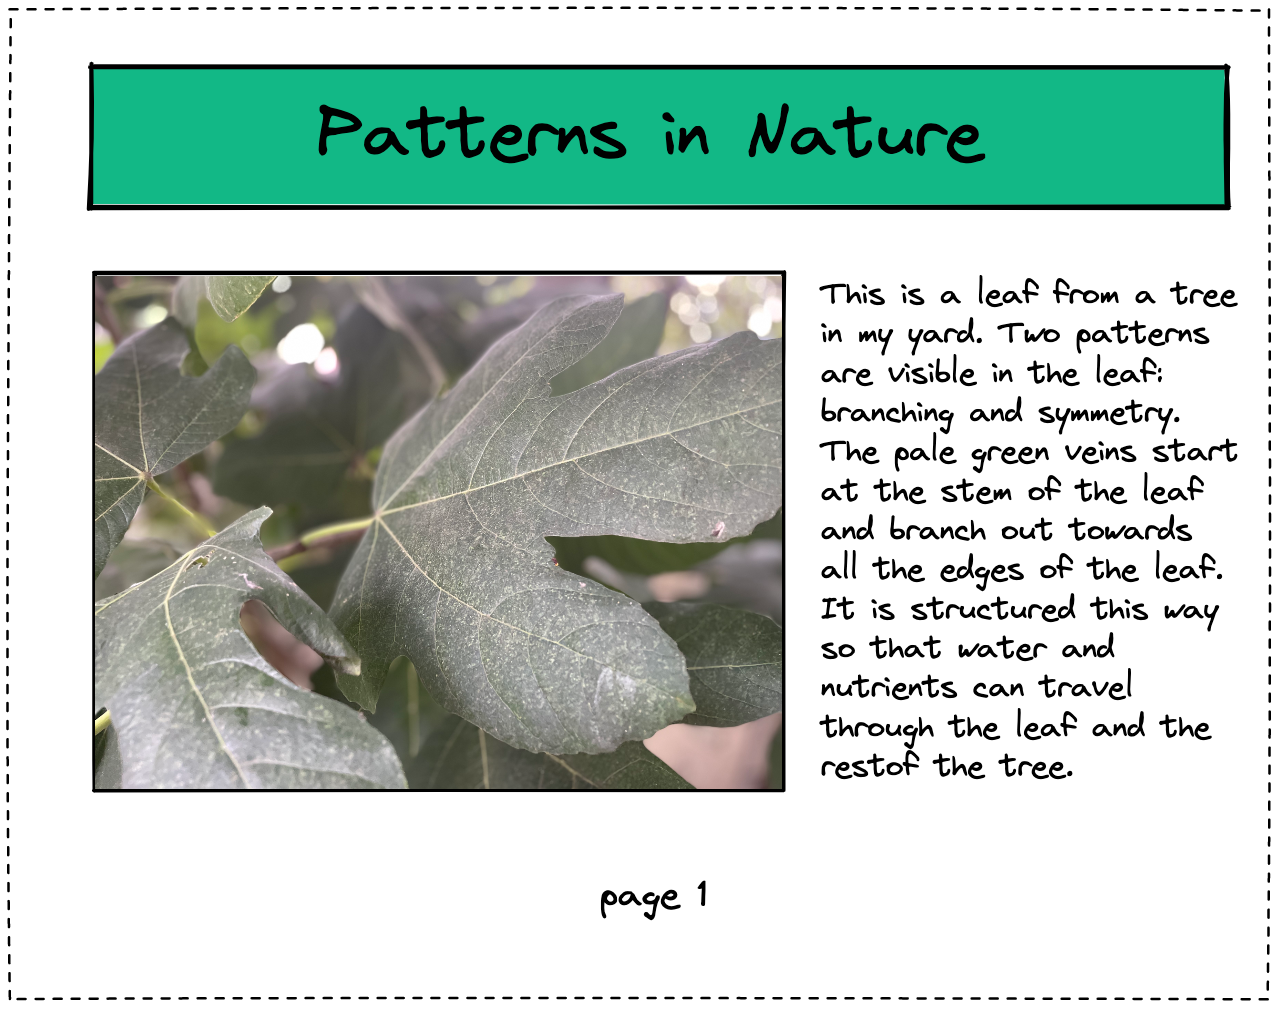 Patterns in Nature
This is a leaf from a tree
in my yard. Two patterns
are visible in the leaf:
branching and symmetry.
The pale green veins start
at the stem of the leaf
and branch out towards
all the edges of the leaf.
It is structured this way
so that water and
nutrients can travel
through the leaf and the
restof the tree.
page 1